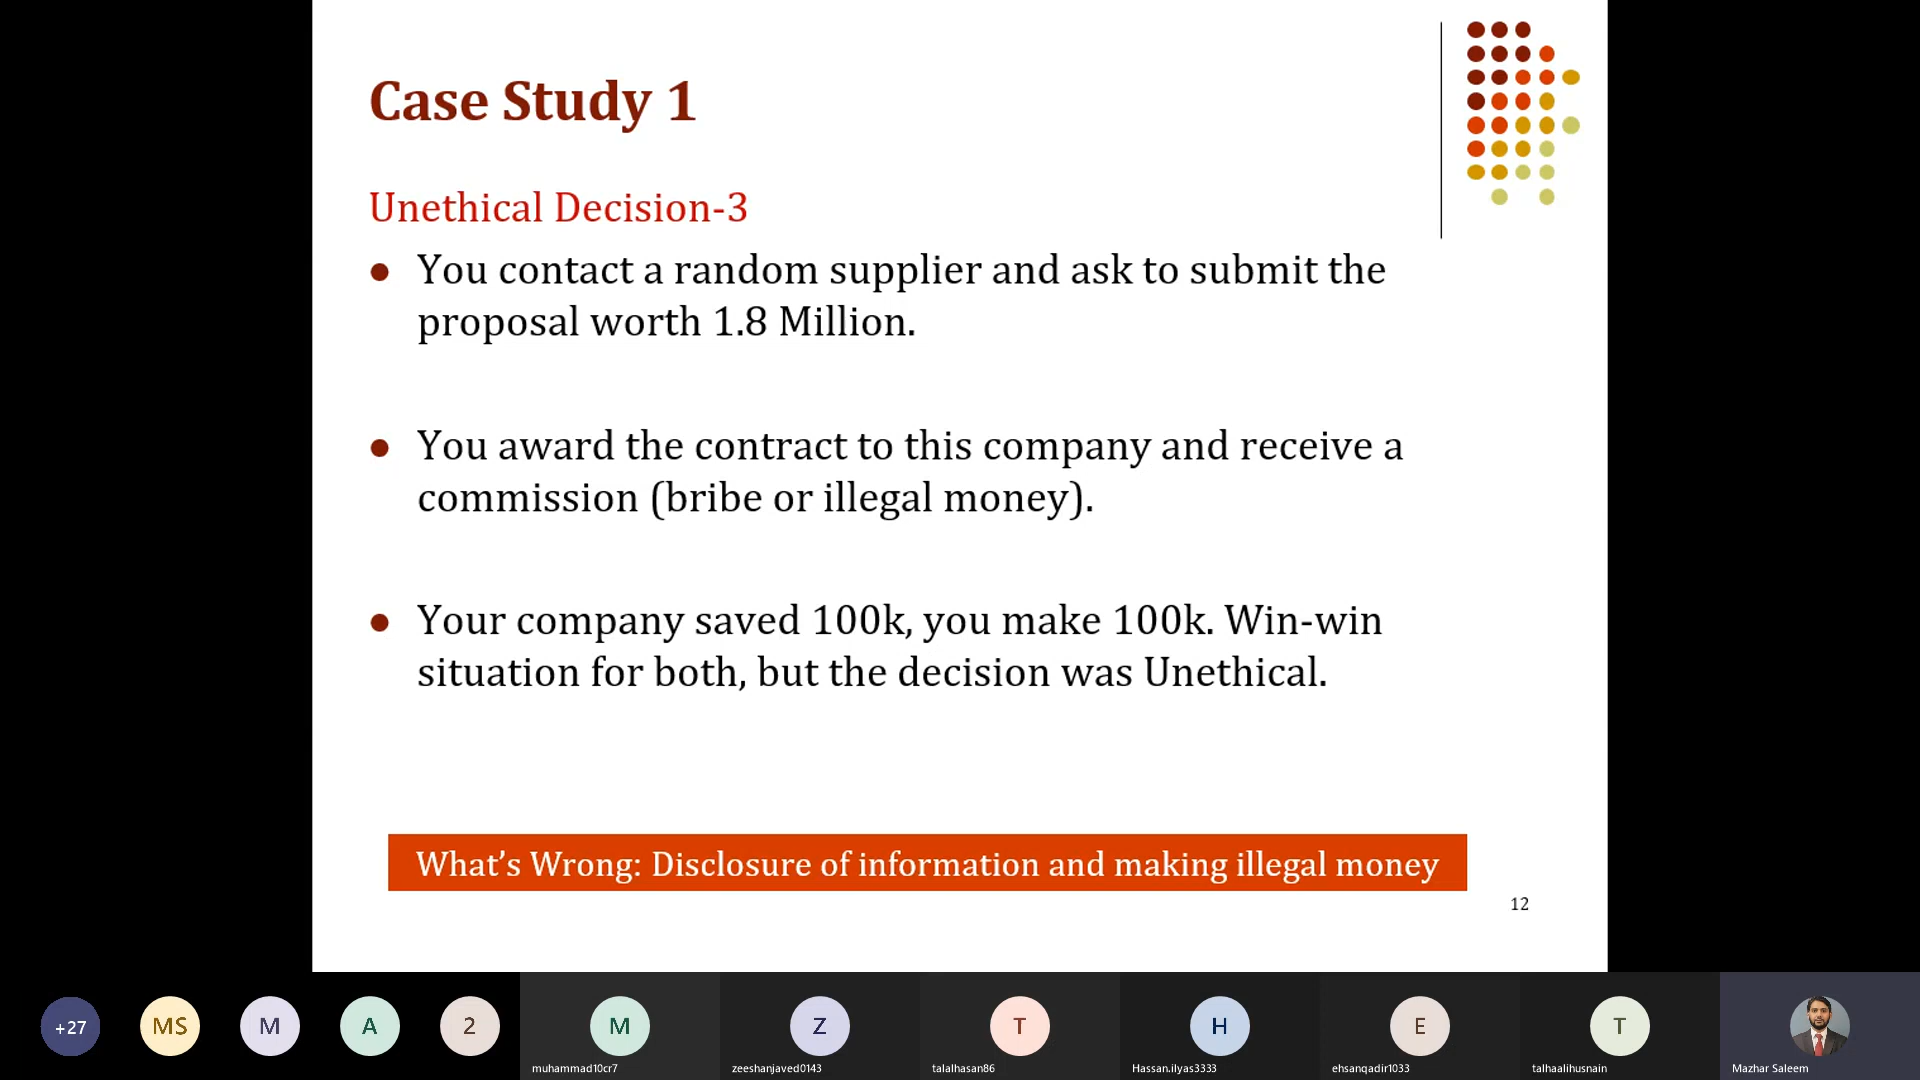 Case Study 1
Unethical Decision-3
● You contact a random supplier and ask to submit the
proposal worth 1.8 Million.
● You award the contract to this company and receive a
commission (bribe or illegal money).
● Your company saved 100k, you make 100k. Win-win
situation for both, but the decision was Unethical.
What’s Wrong: Disclosure of information and making illegal money
12
+27
MS
M
A
2
M
Z
T
H
E
T
muhammad10cr7
zeeshanjaved0143
talalhasan86
Hassan.ilyas3333
ehsanqadir1033
talhaalihusnain
Mazhar Saleem